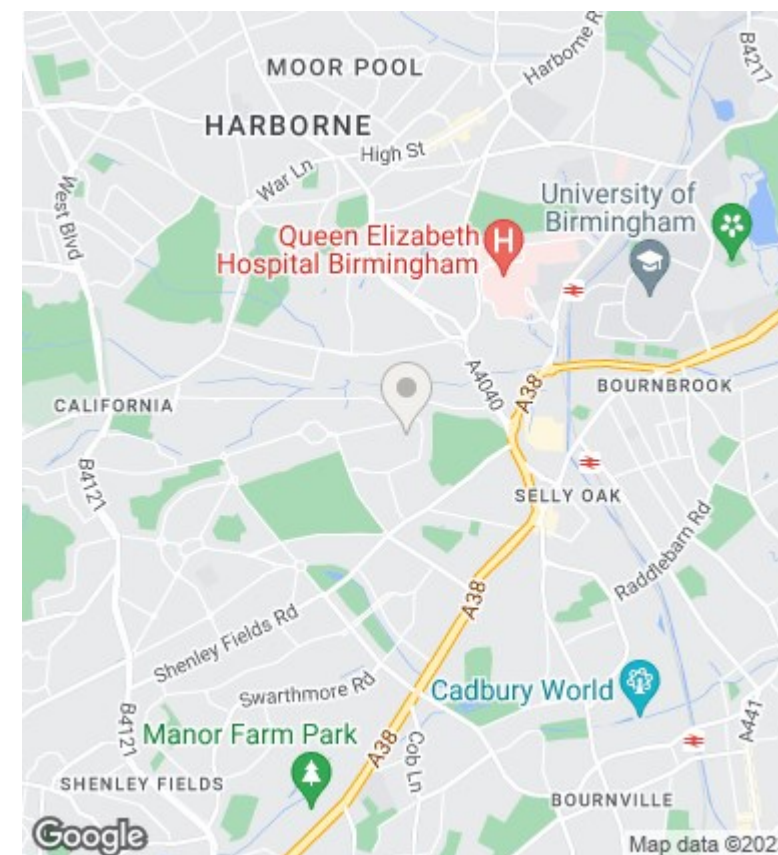 MOOR POOL
Harborne R
B4217
HARBORNE
High St
War Ln
West Blvd
University of
Birmingham
Queen Elizabeth
Hospital Birmingham
H
A4040
A38
BOURNBROOK
CALIFORNIA
B4121
SELLY OAK
Raddlebarn Rd
A38
Shenley Fields Rd
Swarthmore Rd
Cadbury World
B4121
A441
Manor Farm Park
A38
Cob Ln
SHENLEY FIELDS
BOURNVILLE
Google
Map data ©202